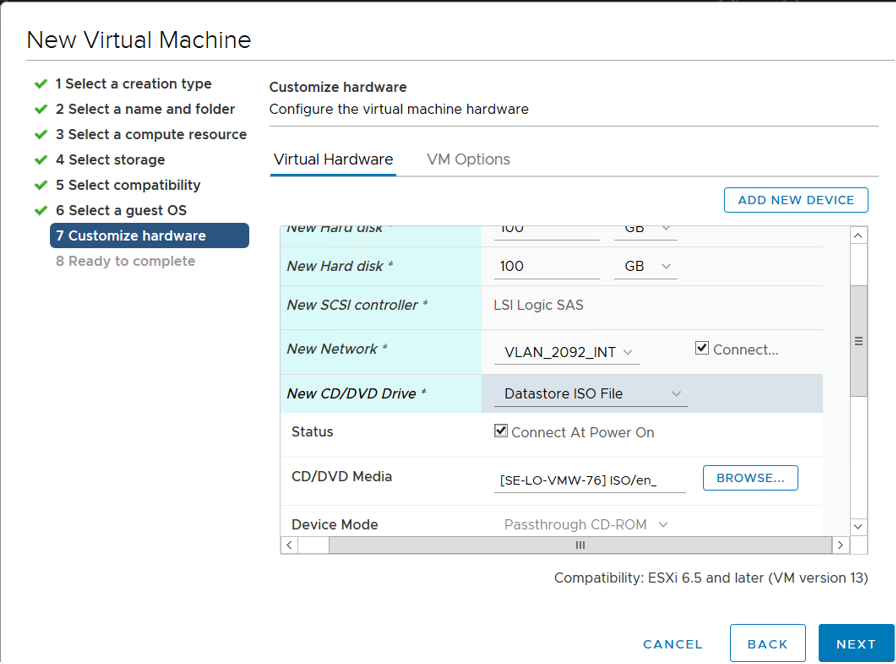 New Virtual Machine
1 Select a creation type
2 Select a name and folder
3 Select a compute resource
4 Select storage
5 Select compatibility
6 Select a guest OS
7 Customize hardware
8 Ready to complete
Customize hardware
Configure the virtual machine hardware
Virtual Hardware VM Options
ADD NEW DEVICE
New Hard disk * 100 GB
New Hard disk * 100 GB
New SCSI controller * LSI Logic SAS
New Network * VLAN_2092_INT Connect...
New CD/DVD Drive * Datastore ISO File
Status Connect At Power On
CD/DVD Media [SE-LO-VMW-76] ISO/en_ BROWSE...
Device Mode Passthrough CD-ROM
Compatibility: ESXi 6.5 and later (VM version 13)
CANCEL BACK NEXT